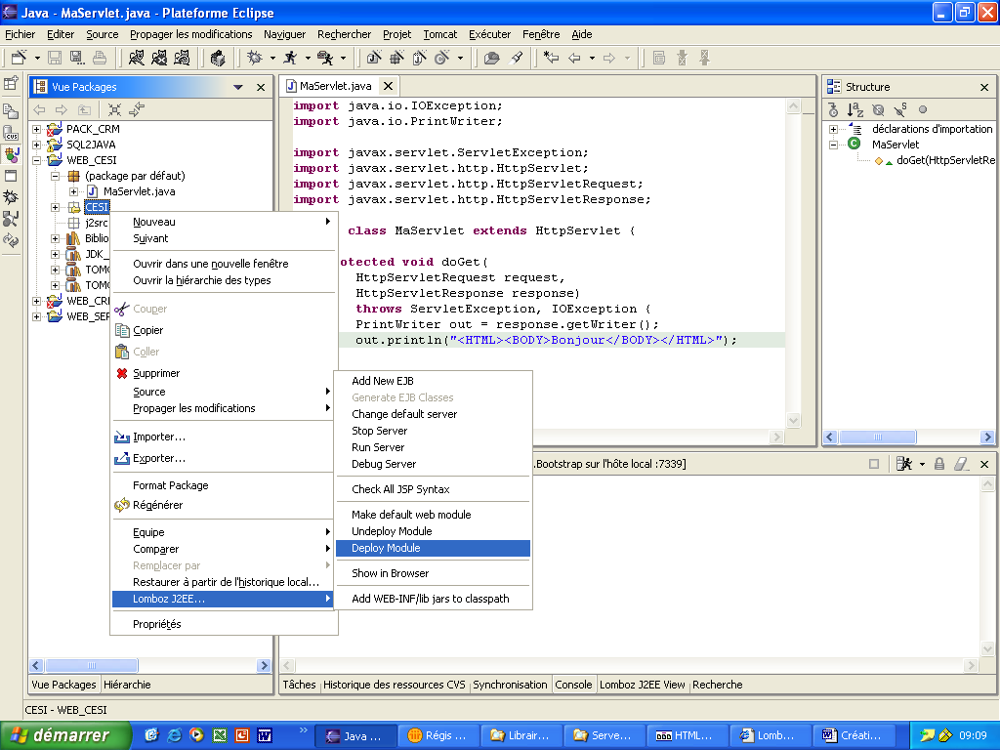 Java - MaServlet.java - Plateforme Eclipse
Fichier Editer Source Propager les modifications Naviguer Rechercher Projet Tomcat Exécuter Fenêtre Aide
Vue Packages
PACK_CRM
SQL2JAVA
WEB_CESI
(package par défaut)
MaServlet.java
CESI
j2src
Biblio
JDK_
TOMC
TOMC
WEB_CRI
WEB_SER
Nouveau
Suivant
Ouvrir dans une nouvelle fenêtre
Ouvrir la hiérarchie des types
Couper
Copier
Coller
Supprimer
Source
Propager les modifications
Importer...
Exporter...
Format Package
Régénérer
Equipe
Comparer
Remplacer par
Restaurer à partir de l'historique local...
Lomboz J2EE...
Propriétés
Add New EJB
Generate EJB Classes
Change default server
Stop Server
Run Server
Debug Server
Check All JSP Syntax
Make default web module
Undeploy Module
Deploy Module
Show in Browser
Add WEB-INF/lib jars to classpath
MaServlet.java
import java.io.IOException;
import java.io.PrintWriter;
import javax.servlet.ServletException;
import javax.servlet.http.HttpServlet;
import javax.servlet.http.HttpServletRequest;
import javax.servlet.http.HttpServletResponse;
class MaServlet extends HttpServlet {
otected void doGet(
HttpServletRequest request,
HttpServletResponse response)
throws ServletException, IOException {
PrintWriter out = response.getWriter();
out.println("<HTML><BODY>Bonjour</BODY></HTML>");
Structure
déclarations d'importation
MaServlet
doGet(HttpServletRe
.Bootstrap sur l'hôte local :7339]
Vue Packages Hiérarchie
Tâches Historique des ressources CVS Synchronisation Console Lomboz J2EE View Recherche
CESI - WEB_CESI
démarrer
Java ...
Régis ...
Librair...
Serve...
HTML...
Lomb...
Créati...
09:09